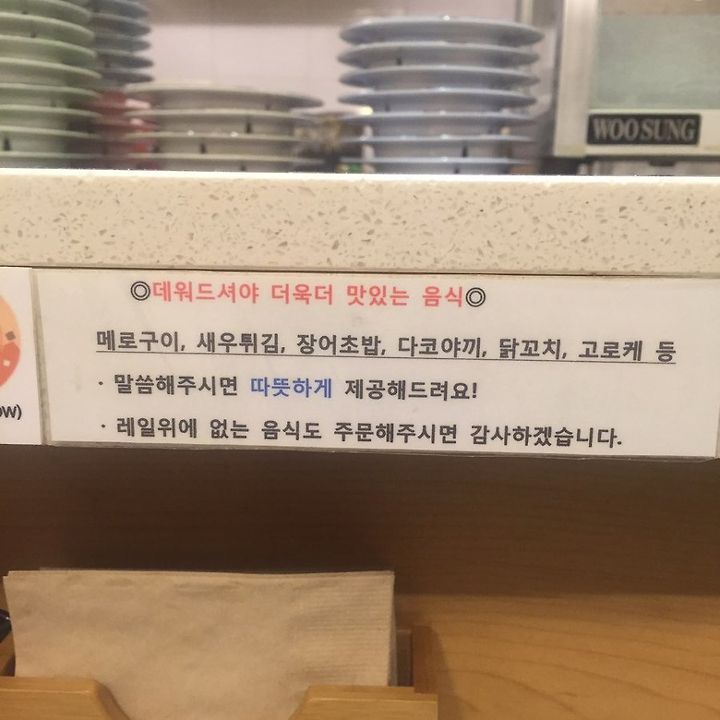 WOOSUNG
◎데워드셔야 더욱더 맛있는 음식◎
메로구이, 새우튀김, 장어초밥, 다코야끼, 닭꼬치, 고로케 등
· 말씀해주시면 따뜻하게 제공해드려요!
· 레일위에 없는 음식도 주문해주시면 감사하겠습니다.